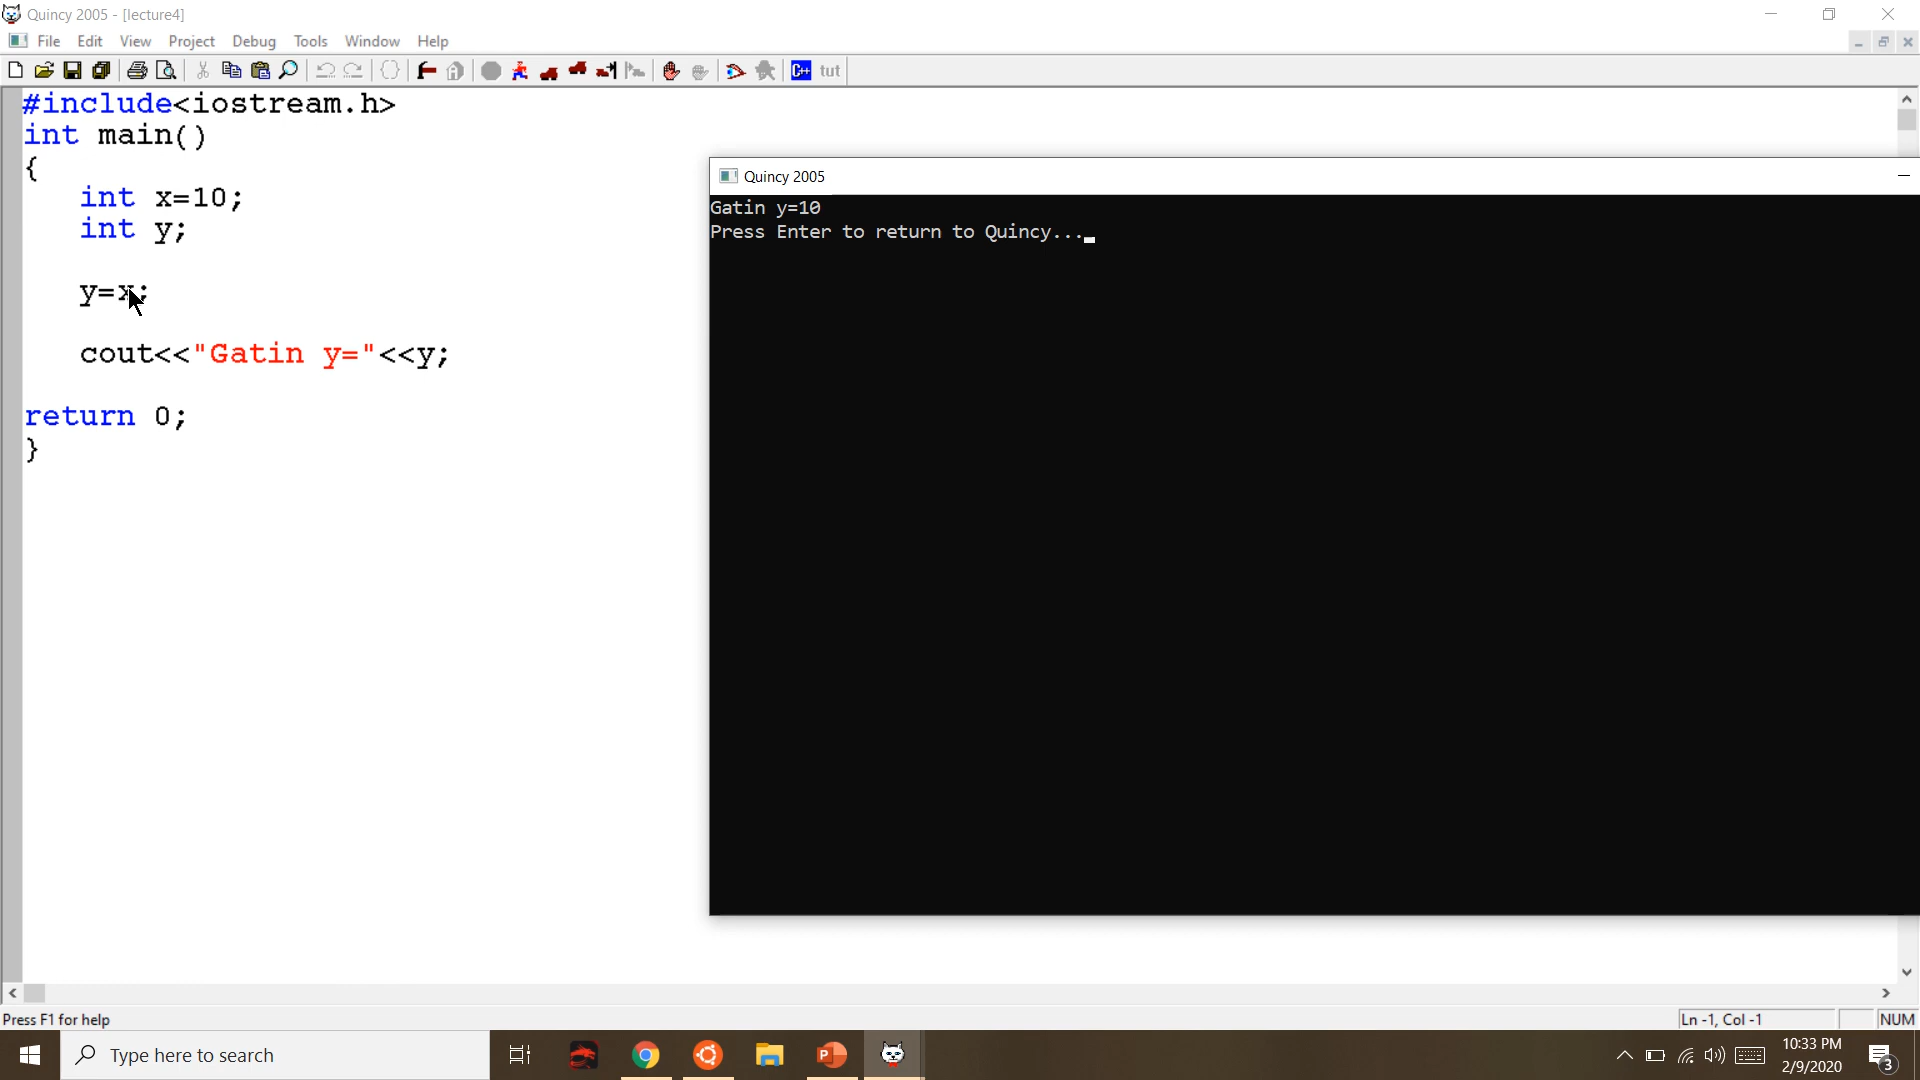 Quincy 2005 - [lecture4]
File Edit View Project Debug Tools Window Help
C++ tut
#include<iostream.h>
int main()
{
int x=10;
int y;
y=x;
cout<<"Gatin y="<<y;
return 0;
}
Quincy 2005
Gatin y=10
Press Enter to return to Quincy...
Press F1 for help
Ln -1, Col -1
NUM
Type here to search
10:33 PM
2/9/2020
3